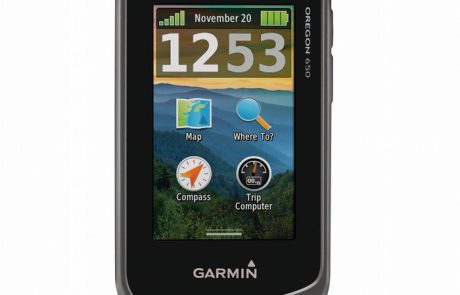 November 20
OREGON 650
12 53
Map
Where To?
Compass
Trip
Computer
GARMIN